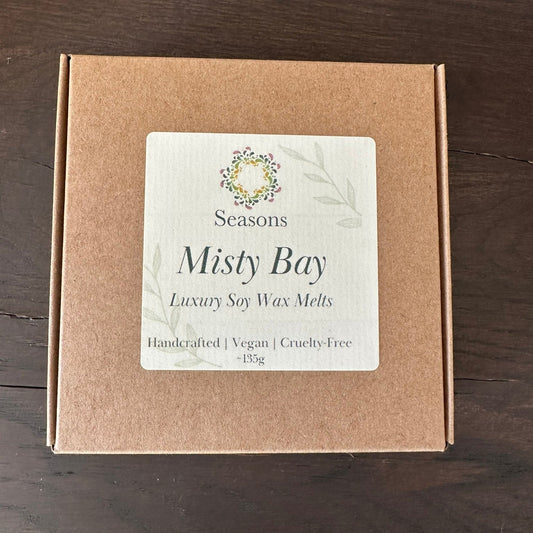 Seasons
Misty Bay
Luxury Soy Wax Melts
Handcrafted | Vegan | Cruelty-Free
~135g